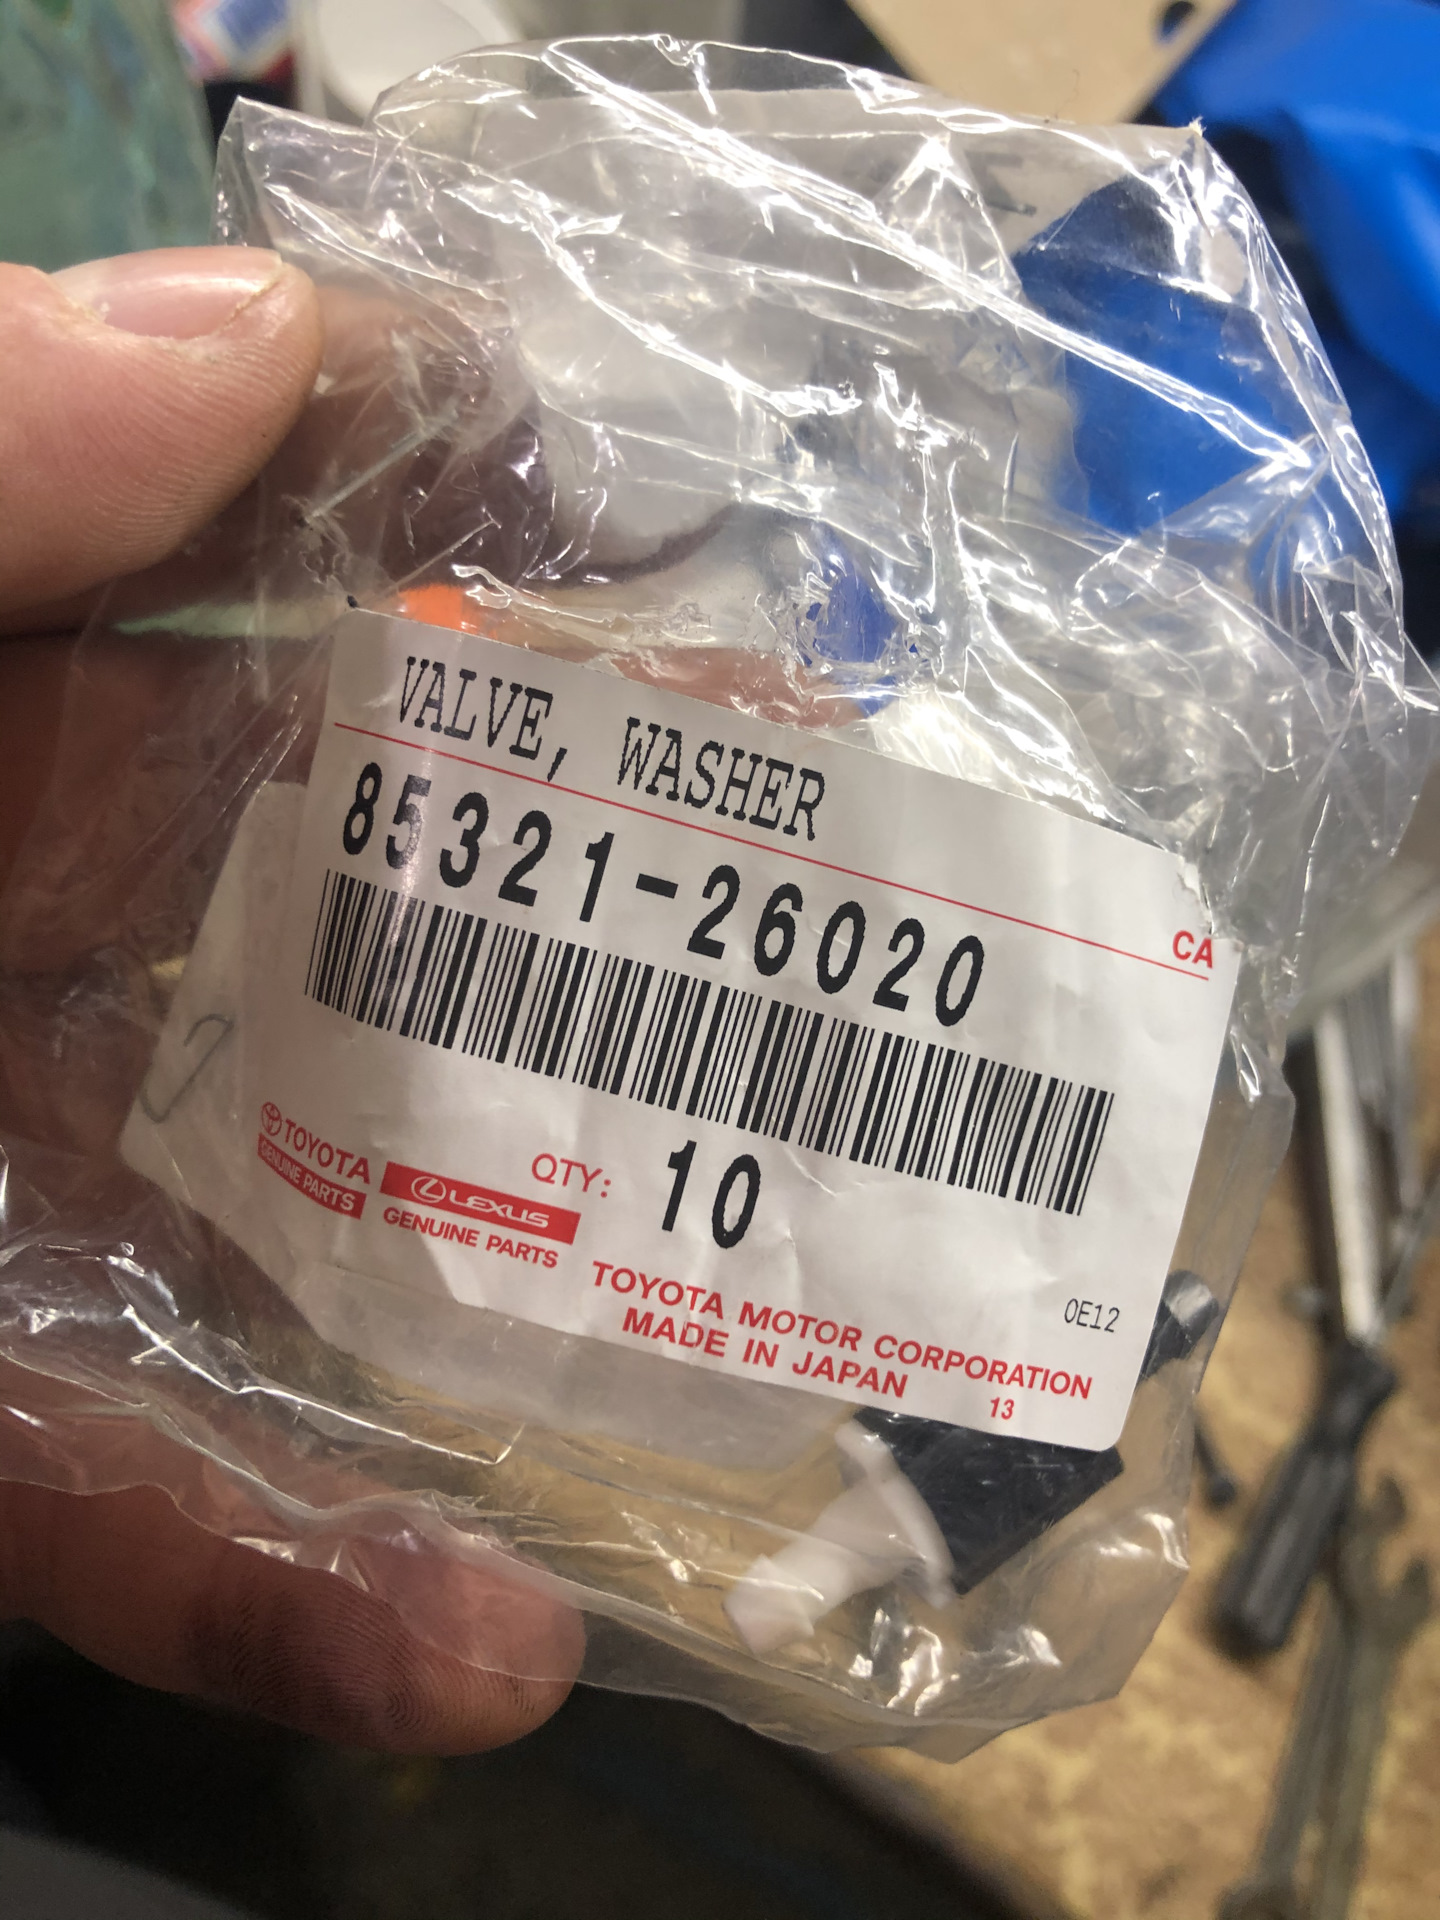 VALVE, WASHER
CA
85321-26020
QTY: 10
TOYOTA
GENUINE PARTS
LEXUS
GENUINE PARTS
0E12
TOYOTA MOTOR CORPORATION
MADE IN JAPAN
13